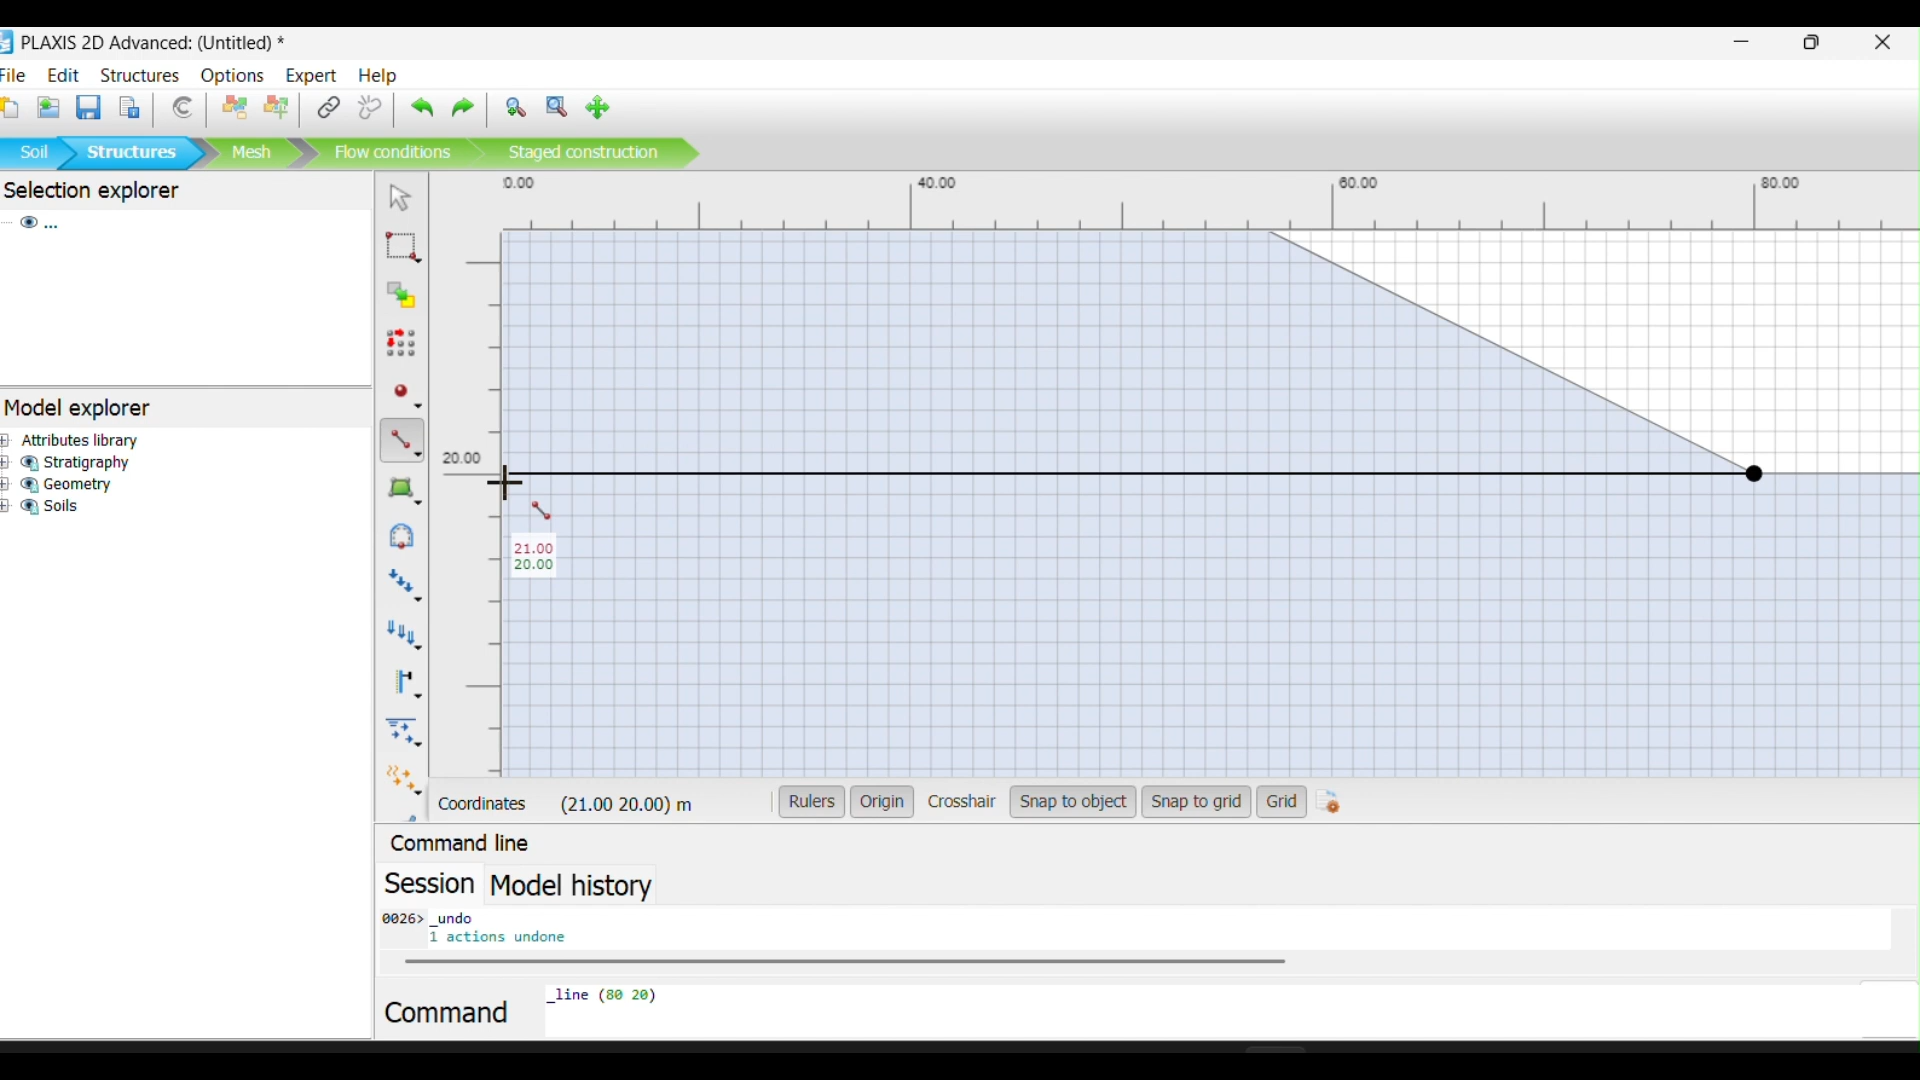 PLAXIS 2D Advanced: (Untitled) *
File Edit Structures Options Expert Help
Soil Structures Mesh Flow conditions Staged construction
Selection explorer
...
Model explorer
Attributes library
Stratigraphy
Geometry
Soils
0.00 40.00 60.00 80.00
20.00
21.00
20.00
Coordinates (21.00 20.00) m Rulers Origin Crosshair Snap to object Snap to grid Grid
Command line
Session Model history
0026> _undo
1 actions undone
Command _line (80 20)